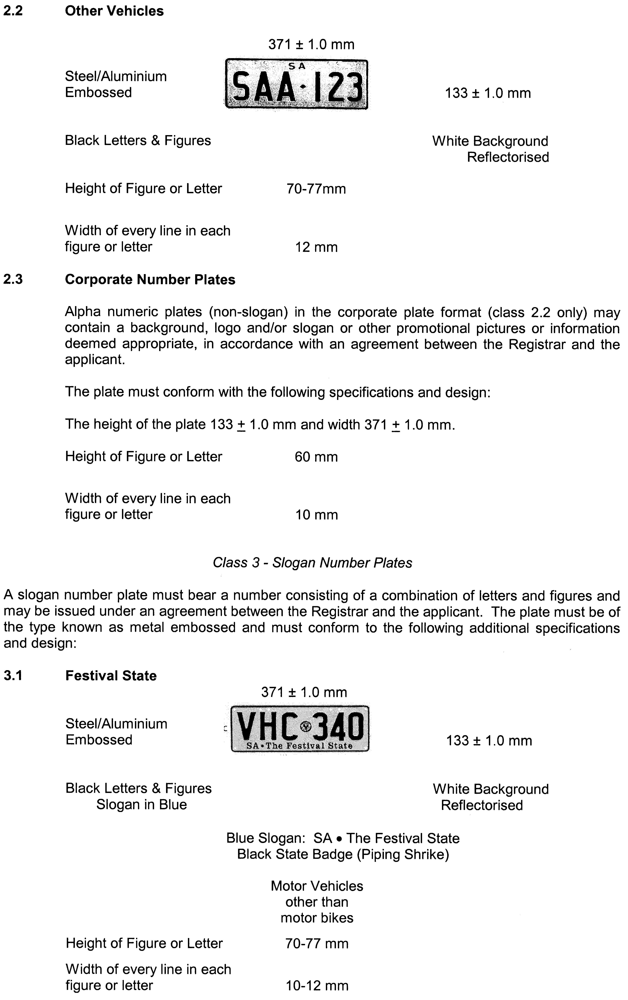 2.2 Other Vehicles
371 ± 1.0 mm
SA
SAA·123
Steel/Aluminium
Embossed
133 ± 1.0 mm
Black Letters & Figures
White Background
Reflectorised
Height of Figure or Letter 70-77mm
Width of every line in each
figure or letter 12 mm
2.3 Corporate Number Plates
Alpha numeric plates (non-slogan) in the corporate plate format (class 2.2 only) may
contain a background, logo and/or slogan or other promotional pictures or information
deemed appropriate, in accordance with an agreement between the Registrar and the
applicant.
The plate must conform with the following specifications and design:
The height of the plate 133 ± 1.0 mm and width 371 ± 1.0 mm.
Height of Figure or Letter 60 mm
Width of every line in each
figure or letter 10 mm
Class 3 - Slogan Number Plates
A slogan number plate must bear a number consisting of a combination of letters and figures and
may be issued under an agreement between the Registrar and the applicant. The plate must be of
the type known as metal embossed and must conform to the following additional specifications
and design:
3.1 Festival State
371 ± 1.0 mm
Steel/Aluminium
Embossed
VHC 340
SA•The Festival State
133 ± 1.0 mm
Black Letters & Figures
Slogan in Blue
White Background
Reflectorised
Blue Slogan: SA • The Festival State
Black State Badge (Piping Shrike)
Motor Vehicles
other than
motor bikes
Height of Figure or Letter 70-77 mm
Width of every line in each
figure or letter 10-12 mm